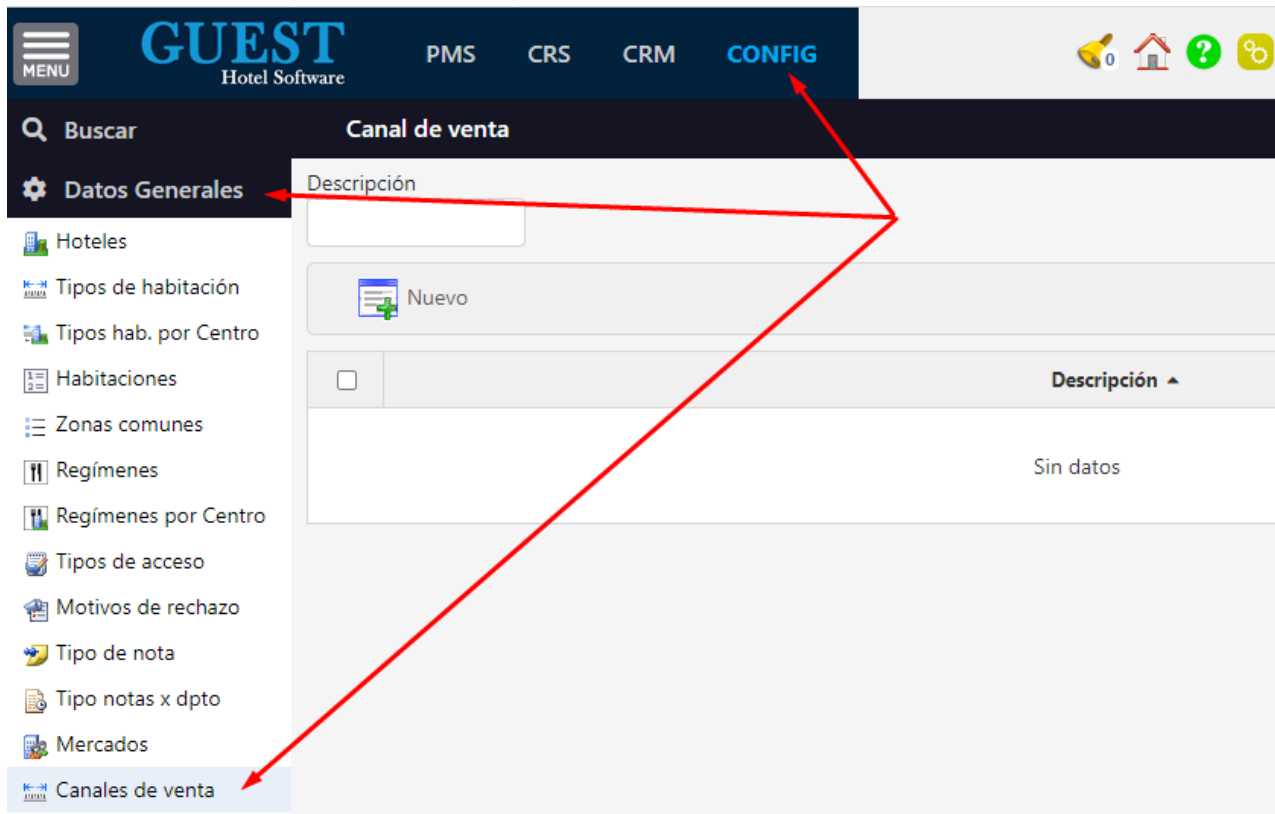 MENU
GUEST
Hotel Software
PMS CRS CRM CONFIG
0
?
Buscar
Canal de venta
Datos Generales
Descripción
Hoteles
Tipos de habitación
Nuevo
Tipos hab. por Centro
Habitaciones
Descripción
Zonas comunes
Regímenes
Sin datos
Regímenes por Centro
Tipos de acceso
Motivos de rechazo
Tipo de nota
Tipo notas x dpto
Mercados
Canales de venta